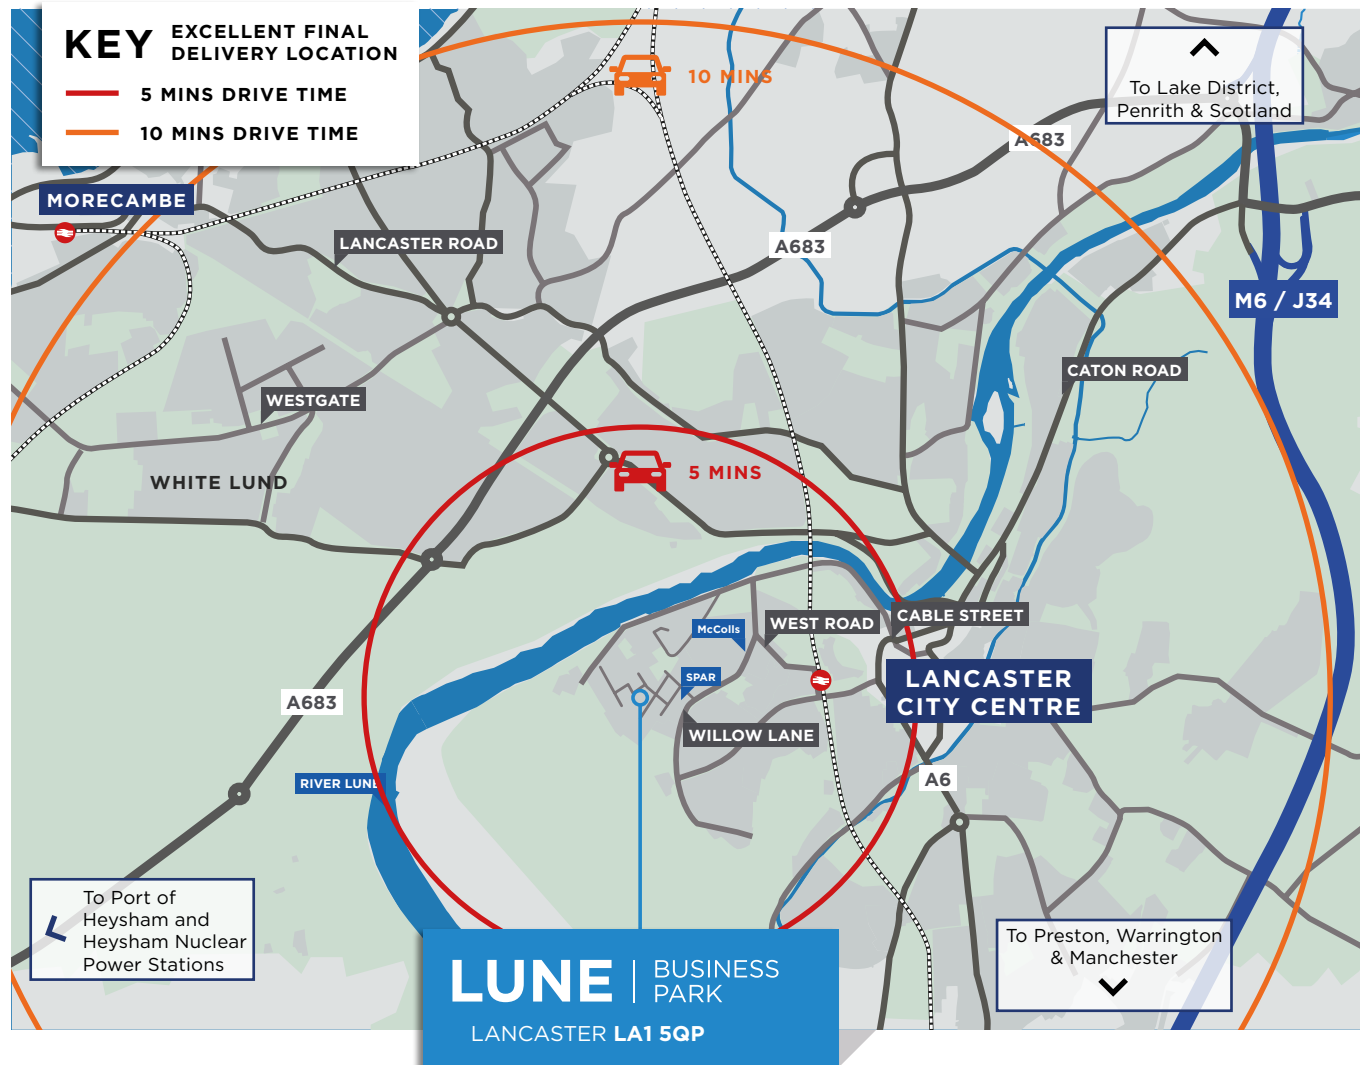 KEY
EXCELLENT FINAL
DELIVERY LOCATION
5 MINS DRIVE TIME
10 MINS DRIVE TIME
10 MINS
To Lake District,
Penrith & Scotland
A683
MORECAMBE
LANCASTER ROAD
A683
M6 / J34
CATON ROAD
WESTGATE
WHITE LUND
5 MINS
McColls
WEST ROAD
CABLE STREET
SPAR
LANCASTER
CITY CENTRE
A683
WILLOW LANE
RIVER LUNE
A6
To Port of
Heysham and
Heysham Nuclear
Power Stations
To Preston, Warrington
& Manchester
LUNE
BUSINESS
PARK
LANCASTER LA1 5QP